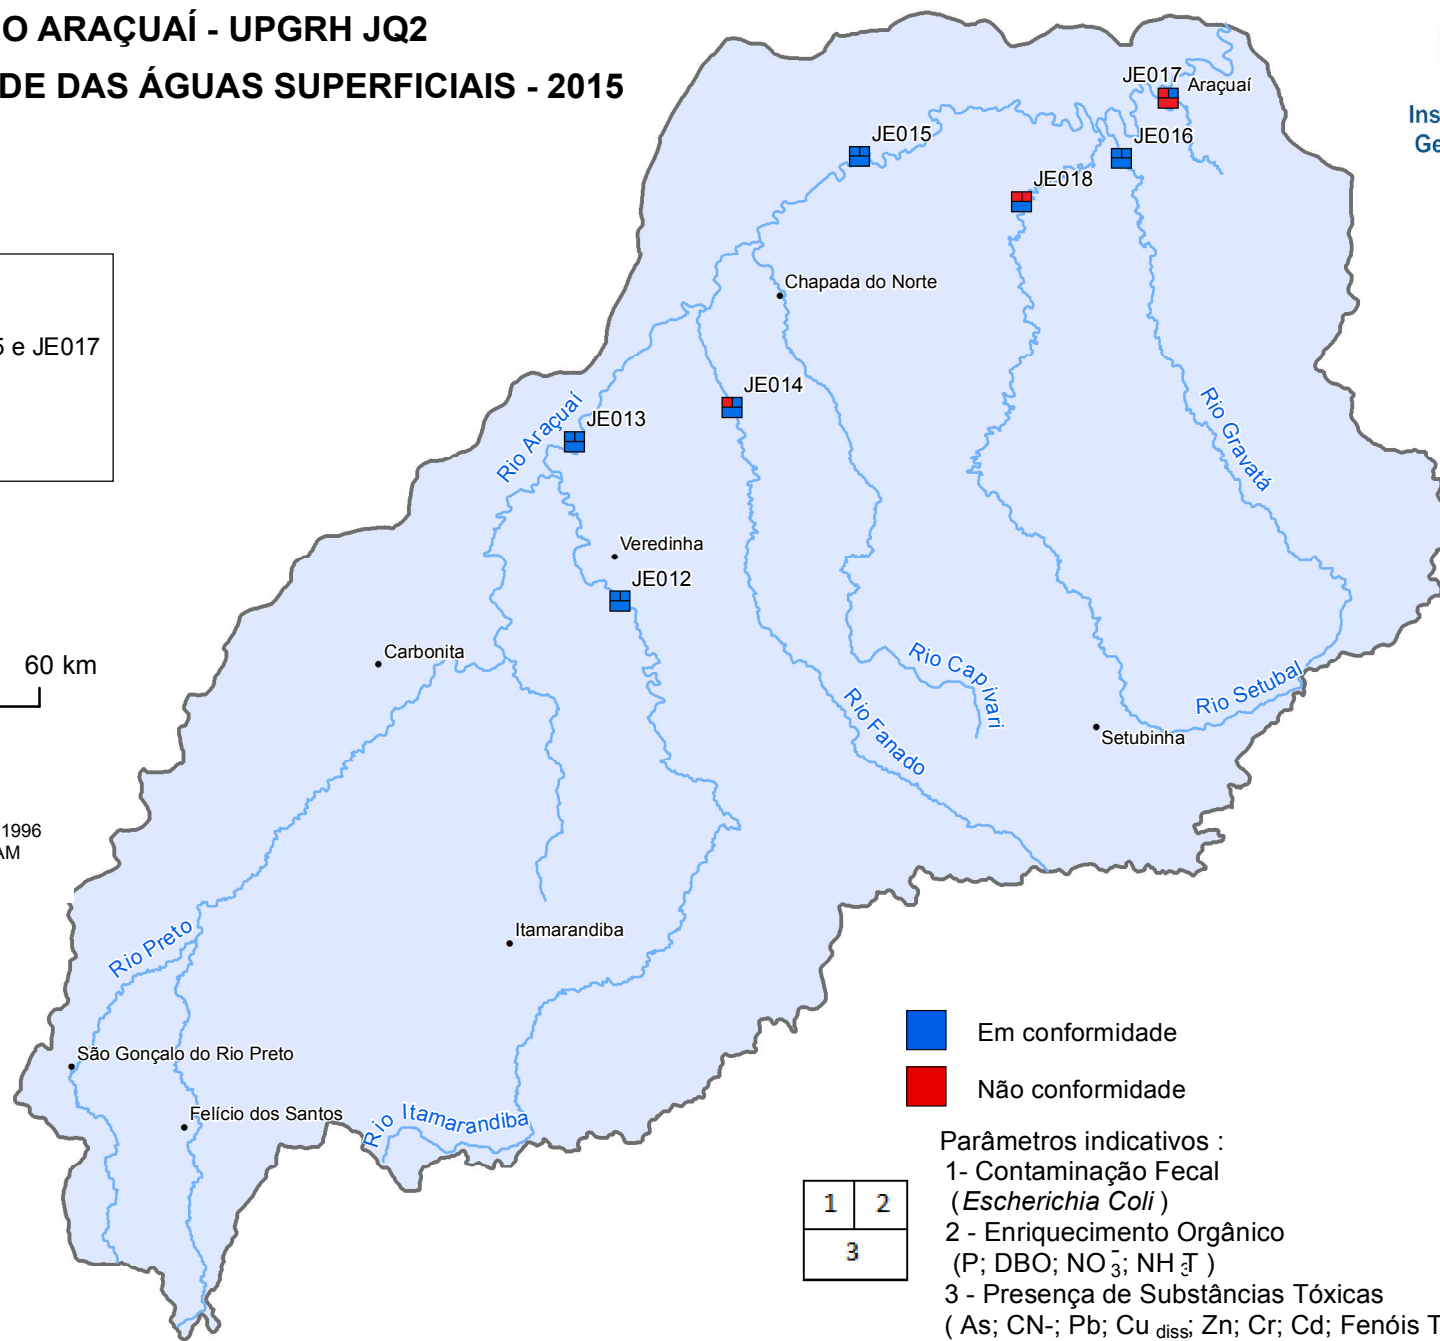 O ARAÇUAÍ - UPGRH JQ2
DE DAS ÁGUAS SUPERFICIAIS - 2015
JE017
Araçuaí
Ins
Ge
JE015
JE016
JE018
Chapada do Norte
5 e JE017
JE014
Rio Araçuaí
JE013
Rio Gravatá
Veredinha
JE012
Carbonita
60 km
Rio Capivari
Rio Setubal
Rio Fanado
Setubinha
1996
AM
Itamarandiba
Rio Preto
São Gonçalo do Rio Preto
Felício dos Santos
Rio Itamarandiba
Em conformidade
Não conformidade
Parâmetros indicativos :
1- Contaminação Fecal
(Escherichia Coli )
1 2
3
2 - Enriquecimento Orgânico
(P; DBO; NO3-; NH3T )
3 - Presença de Substâncias Tóxicas
( As; CN-; Pb; Cu diss; Zn; Cr; Cd; Fenóis T